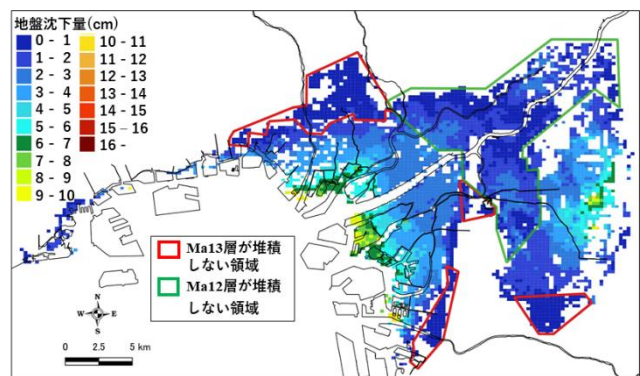 地盤沈下量(cm)
0 - 1
1 - 2
2 - 3
3 - 4
4 - 5
5 - 6
6 - 7
7 - 8
8 - 9
9 - 10
10 - 11
11 - 12
12 - 13
13 - 14
14 - 15
15 - 16
16 -
Ma13層が堆積
しない領域
Ma12層が堆積
しない領域
N
W E
S
0 2.5 5 km